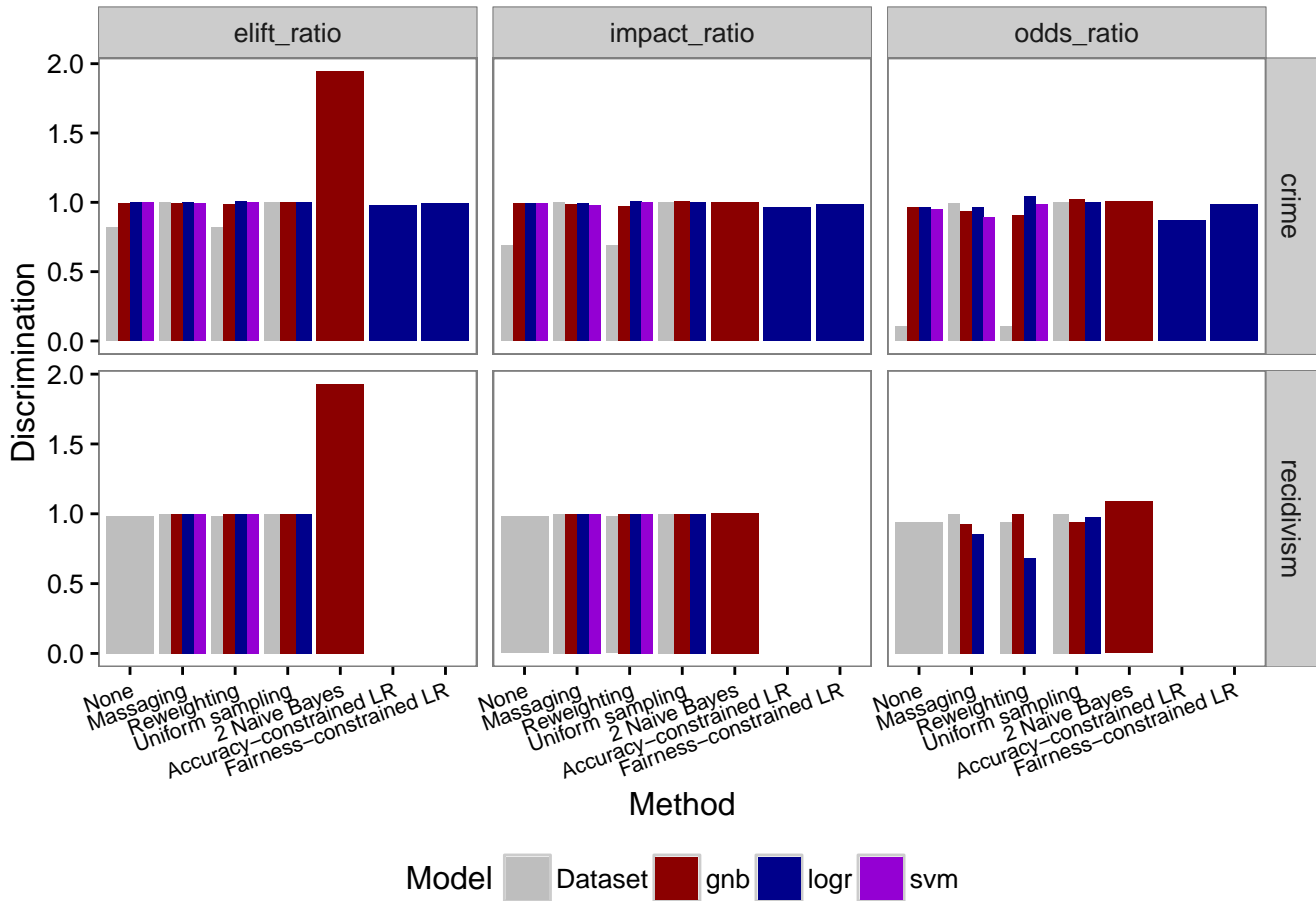 elift_ratio
impact_ratio
odds_ratio
crime
recidivism
Discrimination
2.0
1.5
1.0
0.5
0.0
2.0
1.5
1.0
0.5
0.0
None
Massaging
Reweighting
Uniform sampling
2 Naive Bayes
Accuracy−constrained LR
Fairness−constrained LR
None
Massaging
Reweighting
Uniform sampling
2 Naive Bayes
Accuracy−constrained LR
Fairness−constrained LR
None
Massaging
Reweighting
Uniform sampling
2 Naive Bayes
Accuracy−constrained LR
Fairness−constrained LR
Method
Model Dataset gnb logr svm